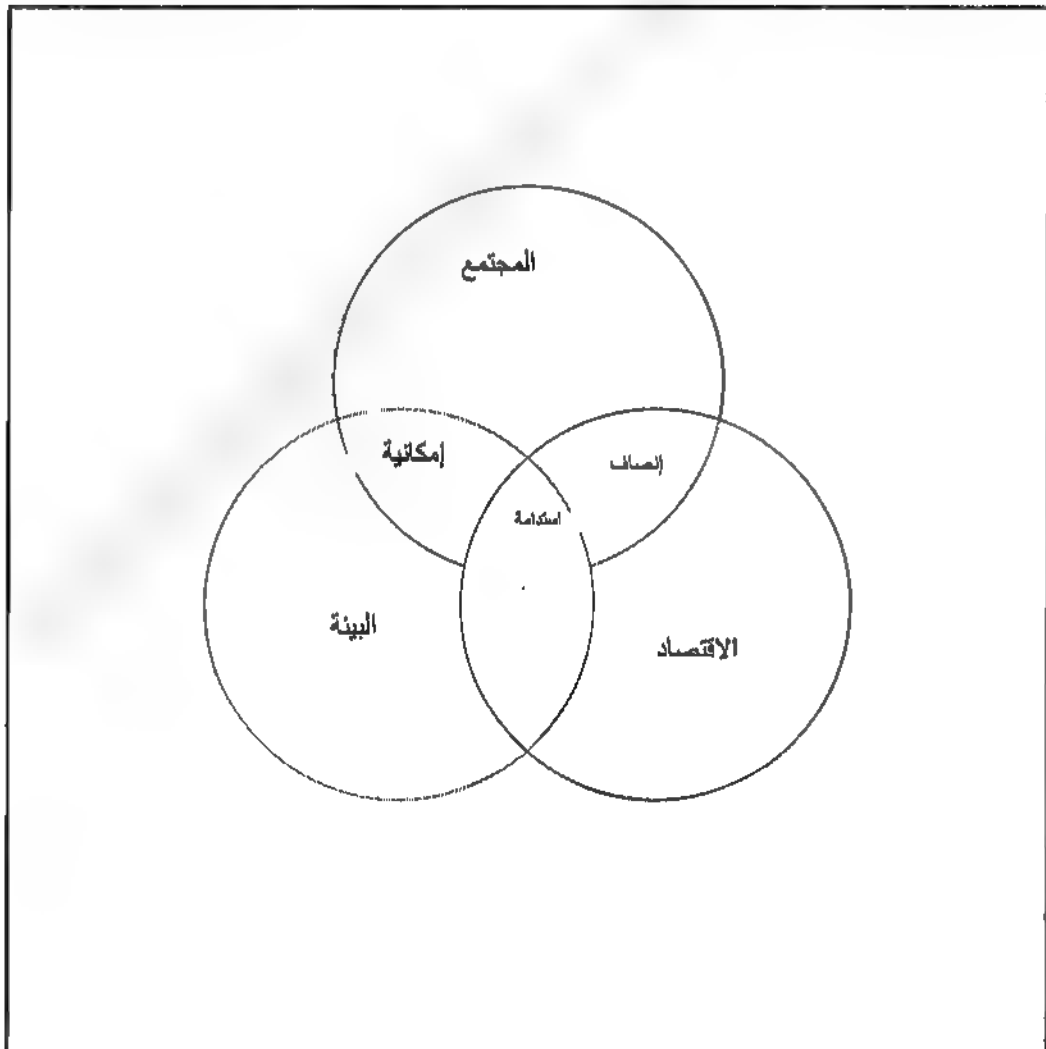 المجتمع
إمكانية
إنصاف
استدامة
البيئة
الاقتصاد